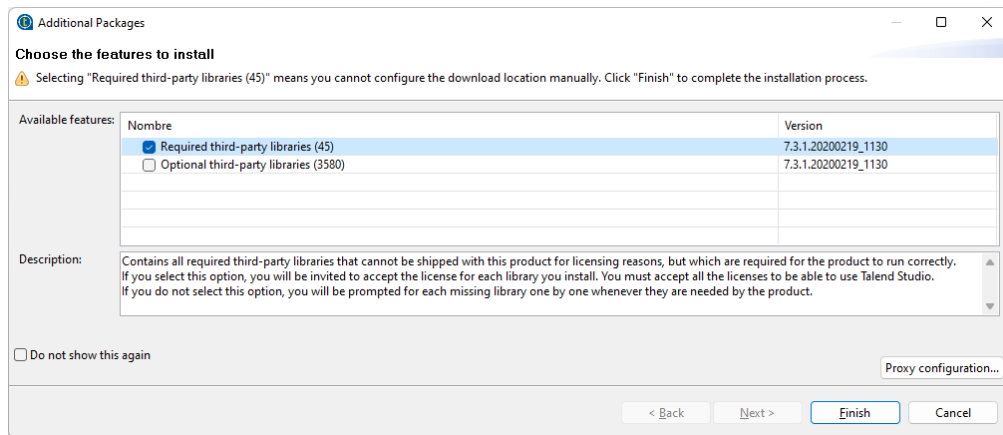 Additional Packages
Choose the features to install
Selecting "Required third-party libraries (45)" means you cannot configure the download location manually. Click "Finish" to complete the installation process.
Available features:
Nombre Version
Required third-party libraries (45) 7.3.1.20200219_1130
Optional third-party libraries (3580) 7.3.1.20200219_1130
Description:
Contains all required third-party libraries that cannot be shipped with this product for licensing reasons, but which are required for the product to run correctly.
If you select this option, you will be invited to accept the license for each library you install. You must accept all the licenses to be able to use Talend Studio.
If you do not select this option, you will be prompted for each missing library one by one whenever they are needed by the product.
Do not show this again
Proxy configuration...
< Back Next > Finish Cancel